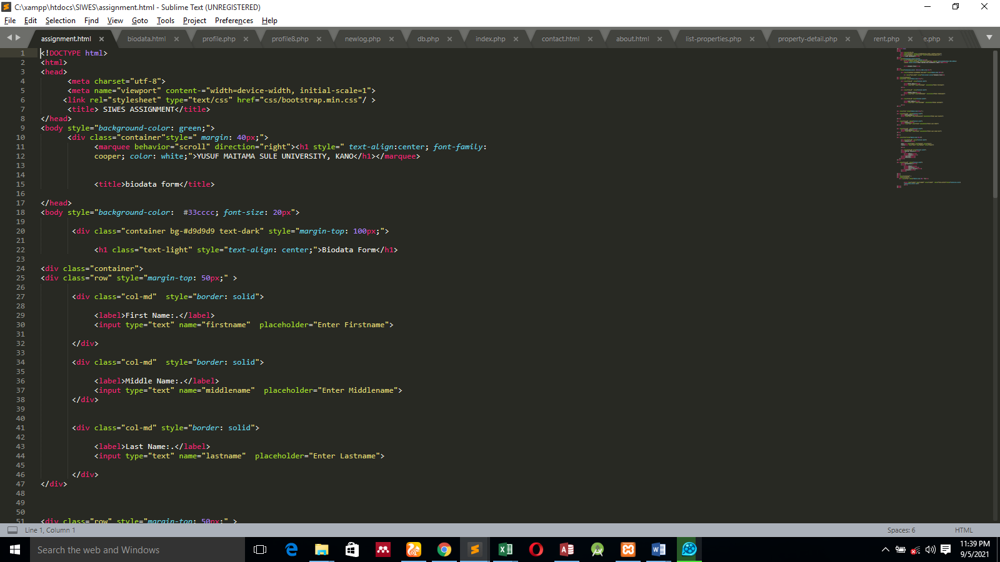 C:\xampp\htdocs\SIWES\assignment.html - Sublime Text (UNREGISTERED)
File Edit Selection Find View Goto Tools Project Preferences Help
assignment.html biodata.html profile.php profile8.php newlog.php db.php index.php contact.html about.html list-properties.php property-detail.php rent.php e.php
1 <!DOCTYPE html>
2 <html>
3 <head>
4 <meta charset="utf-8">
5 <meta name="viewport" content-="width=device-width, initial-scale=1">
6 <link rel="stylesheet" type="text/css" href="css/bootstrap.min.css"/ >
7 <title> SIWES ASSIGNMENT</title>
8 </head>
9 <body style="background-color: green;">
10 <div class="container"style=" margin: 40px;">
11 <marquee behavior="scroll" direction="right"><h1 style=" text-align:center; font-family:
12 cooper; color: white;">YUSUF MAITAMA SULE UNIVERSITY, KANO</h1></marquee>
13
14
15 <title>biodata form</title>
16
17 </head>
18 <body style="background-color:  #33cccc; font-size: 20px">
19
20 <div class="container bg-#d9d9d9 text-dark" style="margin-top: 100px;">
21
22 <h1 class="text-light" style="text-align: center;">Biodata Form</h1>
23
24 <div class="container">
25 <div class="row" style="margin-top: 50px;" >
26
27 <div class="col-md"  style="border: solid">
28
29 <label>First Name:.</label>
30 <input type="text" name="firstname"  placeholder="Enter Firstname">
31
32 </div>
33
34 <div class="col-md"  style="border: solid">
35
36 <label>Middle Name:.</label>
37 <input type="text" name="middlename"  placeholder="Enter Middlename">
38 </div>
39
40
41 <div class="col-md" style="border: solid">
42
43 <label>Last Name:.</label>
44 <input type="text" name="lastname"  placeholder="Enter Lastname">
45
46 </div>
47 </div>
48
49
50
51 <div class="row" style="margin-top: 50px;" >
Line 1, Column 1 Spaces: 6 HTML
Search the web and Windows
11:39 PM
9/5/2021